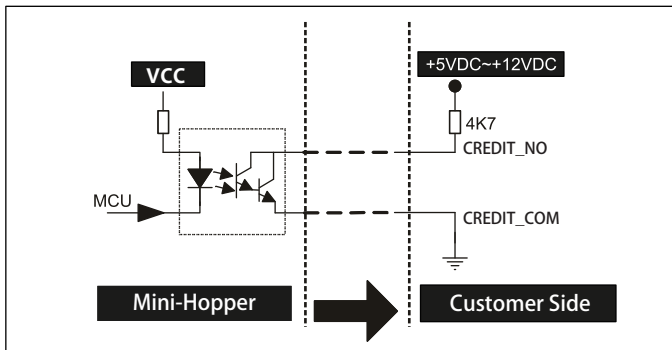 VCC
+5VDC~+12VDC
4K7
CREDIT_NO
MCU
CREDIT_COM
Mini-Hopper
Customer Side